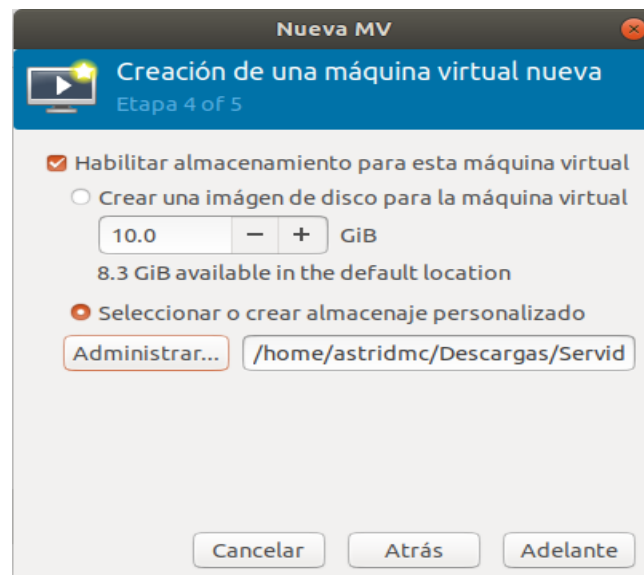 Nueva MV
Creación de una máquina virtual nueva
Etapa 4 of 5
Habilitar almacenamiento para esta máquina virtual
Crear una imágen de disco para la máquina virtual
10.0 − + GiB
8.3 GiB available in the default location
Seleccionar o crear almacenaje personalizado
Administrar... /home/astridmc/Descargas/Servid
Cancelar Atrás Adelante